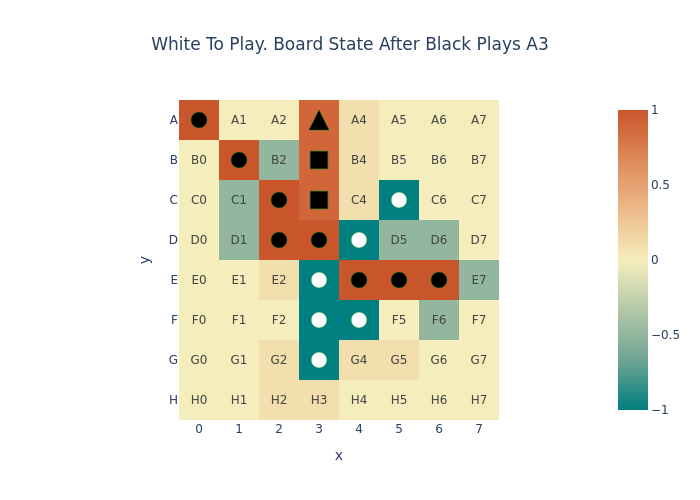 White To Play. Board State After Black Plays A3
A A1 A2 A4 A5 A6 A7 1
B B0 B2 B4 B5 B6 B7
C C0 C1 C4 C6 C7 0.5
D D0 D1 D5 D6 D7
y 0
E E0 E1 E2 E7
F F0 F1 F2 F5 F6 F7 −0.5
G G0 G1 G2 G4 G5 G6 G7
H H0 H1 H2 H3 H4 H5 H6 H7 −1
0 1 2 3 4 5 6 7
x